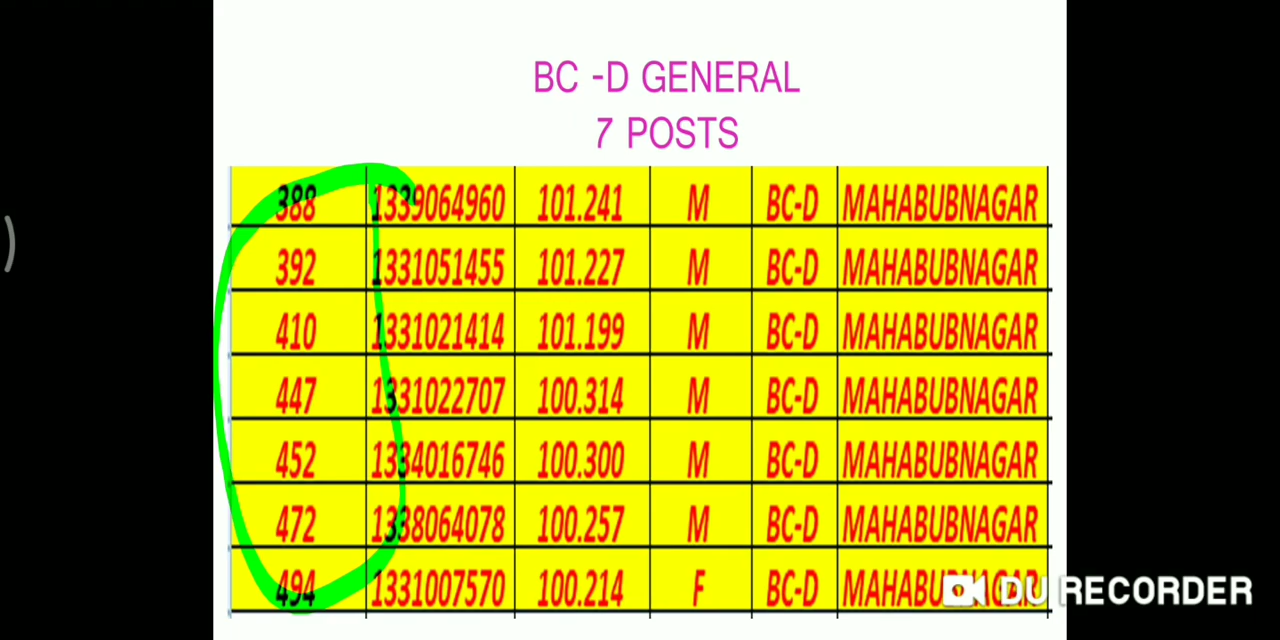 BC -D GENERAL
7 POSTS
388 1339064960 101.241 M BC-D MAHABUBNAGAR
392 1331051455 101.227 M BC-D MAHABUBNAGAR
410 1331021414 101.199 M BC-D MAHABUBNAGAR
447 1331022707 100.314 M BC-D MAHABUBNAGAR
452 1334016746 100.300 M BC-D MAHABUBNAGAR
472 1338064078 100.257 M BC-D MAHABUBNAGAR
494 1331007570 100.214 F BC-D MAHABUBNAGAR
DU RECORDER